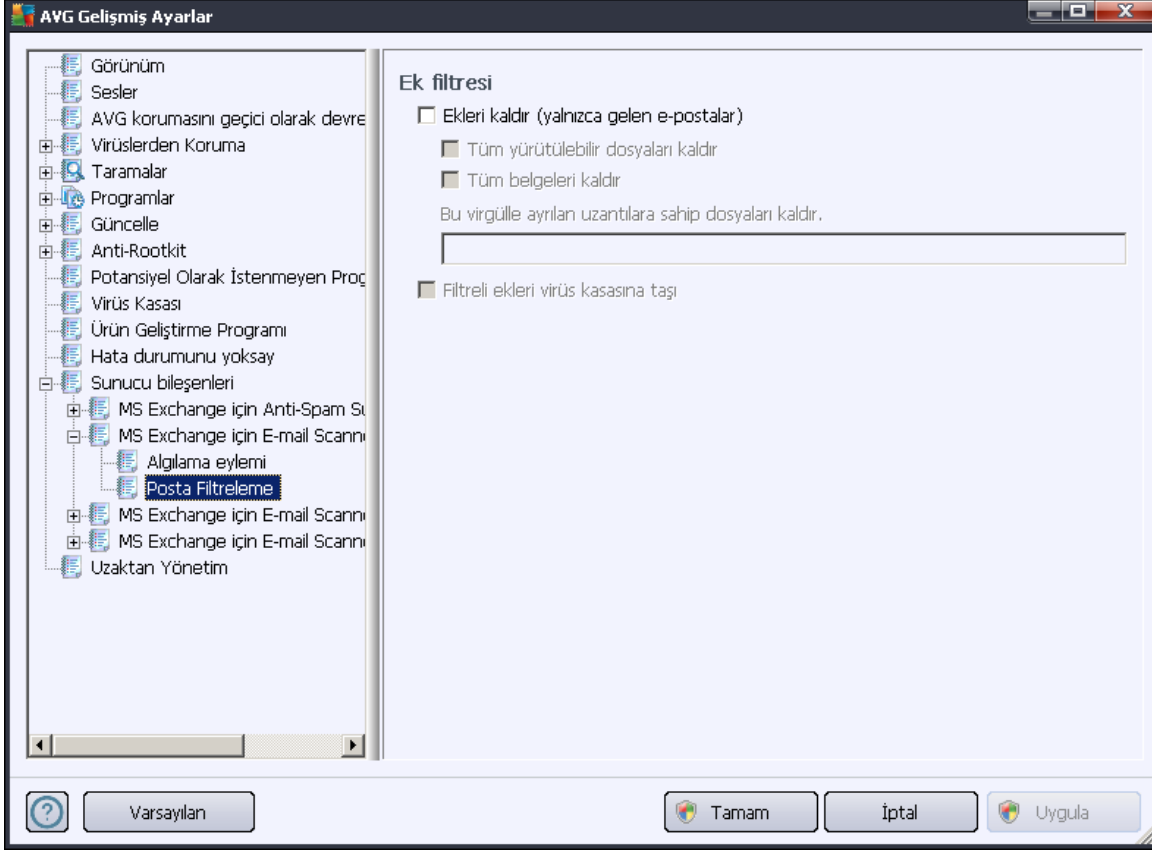 AVG Gelişmiş Ayarlar
Görünüm
Sesler
AVG korumasını geçici olarak devre
Virüslerden Koruma
Taramalar
Programlar
Güncelle
Anti-Rootkit
Potansiyel Olarak İstenmeyen Prog
Virüs Kasası
Ürün Geliştirme Programı
Hata durumunu yoksay
Sunucu bileşenleri
MS Exchange için Anti-Spam Su
MS Exchange için E-mail Scanne
Algılama eylemi
Posta Filtreleme
MS Exchange için E-mail Scanne
MS Exchange için E-mail Scanne
Uzaktan Yönetim
Ek filtresi
Ekleri kaldır (yalnızca gelen e-postalar)
Tüm yürütülebilir dosyaları kaldır
Tüm belgeleri kaldır
Bu virgülle ayrılan uzantılara sahip dosyaları kaldır.
Filtreli ekleri virüs kasasına taşı
?
Varsayılan
Tamam
İptal
Uygula